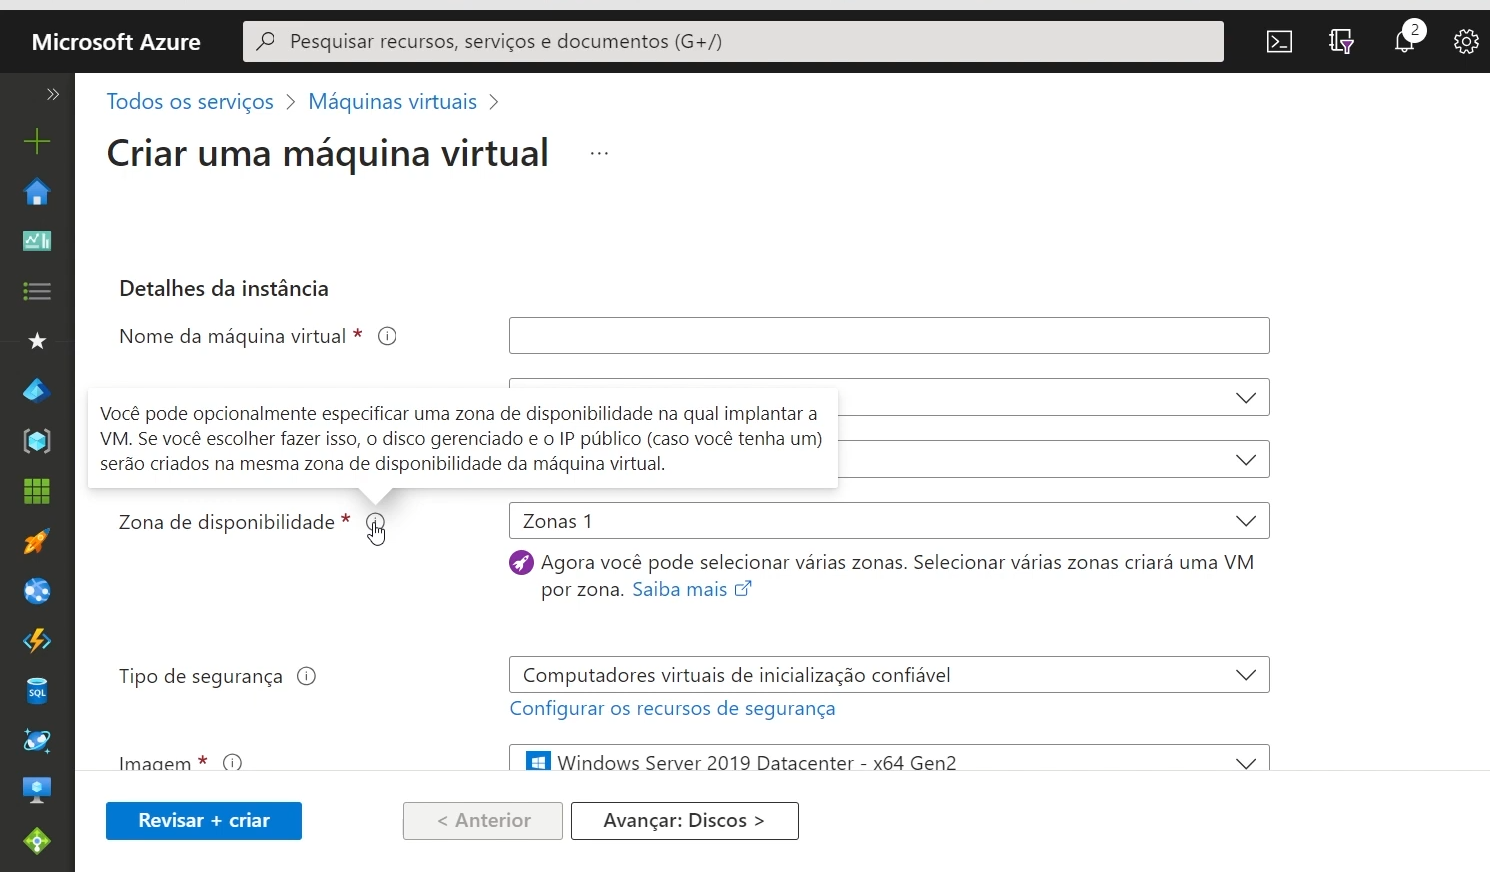 Microsoft Azure
Pesquisar recursos, serviços e documentos (G+/)
2
Todos os serviços > Máquinas virtuais >
Criar uma máquina virtual ...
Detalhes da instância
Nome da máquina virtual *
Você pode opcionalmente especificar uma zona de disponibilidade na qual implantar a
VM. Se você escolher fazer isso, o disco gerenciado e o IP público (caso você tenha um)
serão criados na mesma zona de disponibilidade da máquina virtual.
Zona de disponibilidade *
Zonas 1
Agora você pode selecionar várias zonas. Selecionar várias zonas criará uma VM
por zona. Saiba mais
Tipo de segurança
Computadores virtuais de inicialização confiável
Configurar os recursos de segurança
Imagem *
Windows Server 2019 Datacenter - x64 Gen2
SQL
Revisar + criar
< Anterior
Avançar: Discos >